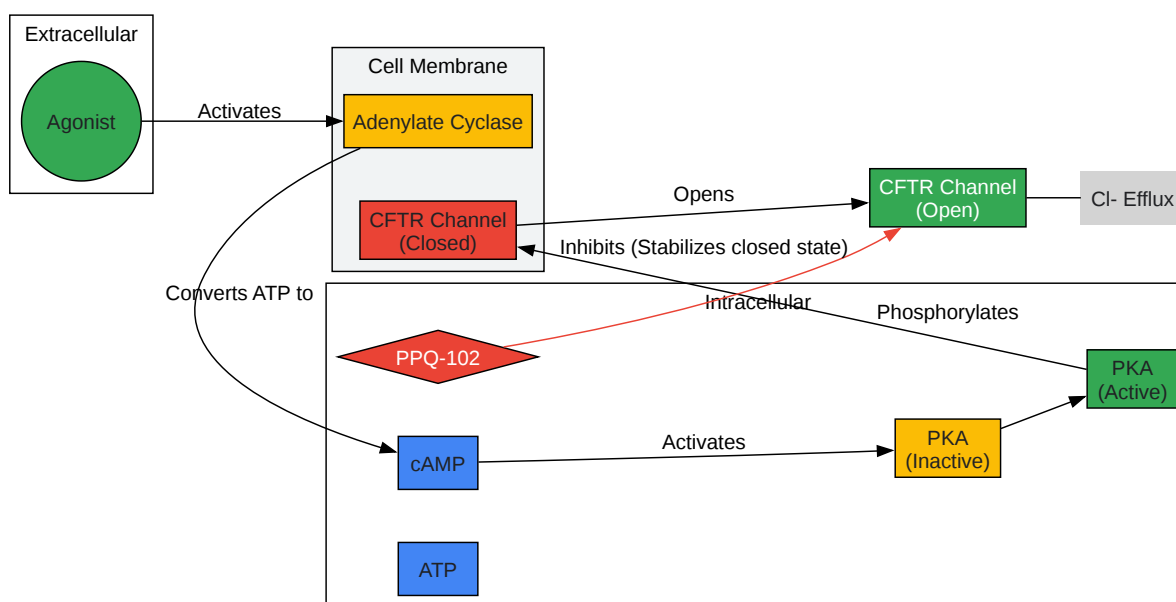 Extracellular
Agonist
Activates
Cell Membrane
Adenylate Cyclase
CFTR Channel
(Closed)
Opens
CFTR Channel
(Open)
Cl- Efflux
Inhibits (Stabilizes closed state)
Converts ATP to
Intracellular
Phosphorylates
PPQ-102
PKA
(Active)
cAMP
Activates
PKA
(Inactive)
ATP